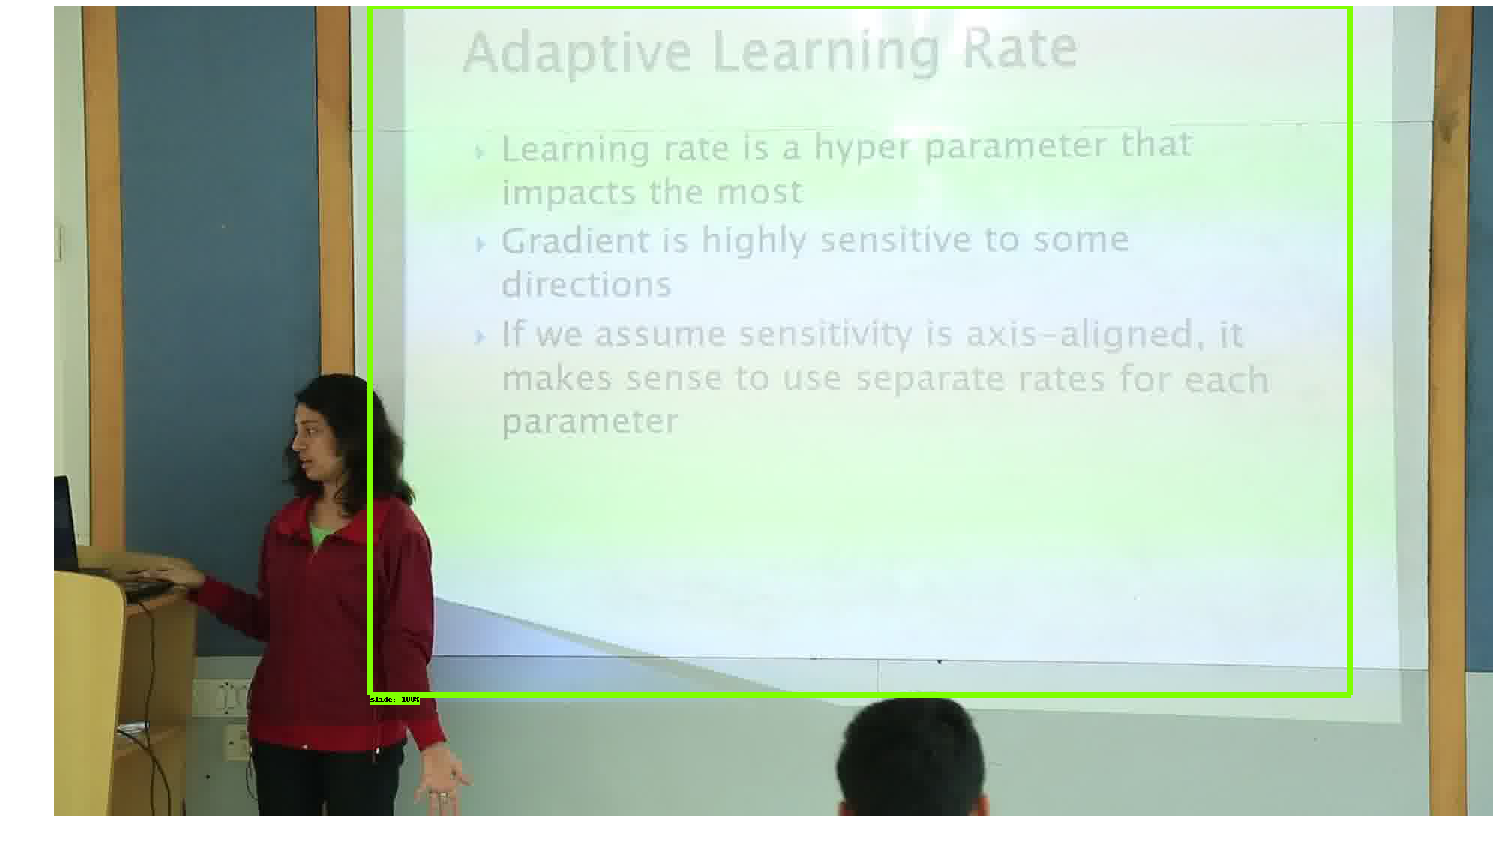 Adaptive Learning Rate
Learning rate is a hyper parameter that
impacts the most
Gradient is highly sensitive to some
directions
If we assume sensitivity is axis-aligned, it
makes sense to use separate rates for each
parameter
slide: 100%